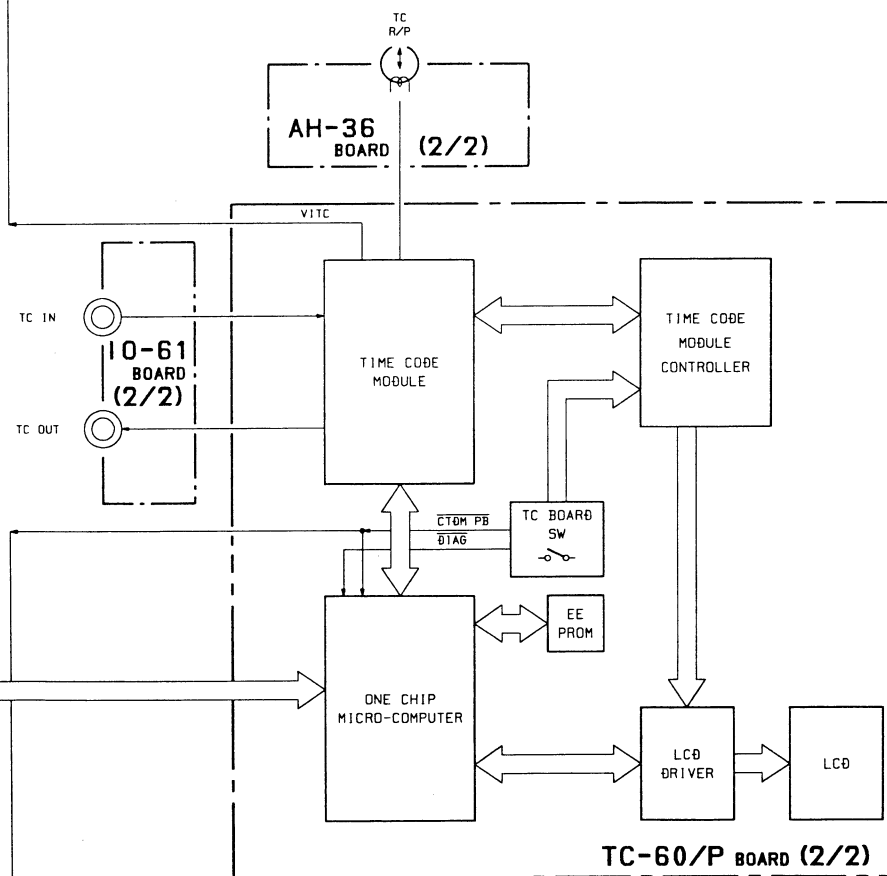 TC
R/P
AH-36
BOARD (2/2)
VITC
TC IN
IO-61
BOARD
(2/2)
TC OUT
TIME CODE
MODULE
TIME CODE
MODULE
CONTROLLER
CTDM PB
DIAG
TC BOARD
SW
EE
PROM
ONE CHIP
MICRO-COMPUTER
LCD
DRIVER
LCD
TC-60/P BOARD (2/2)